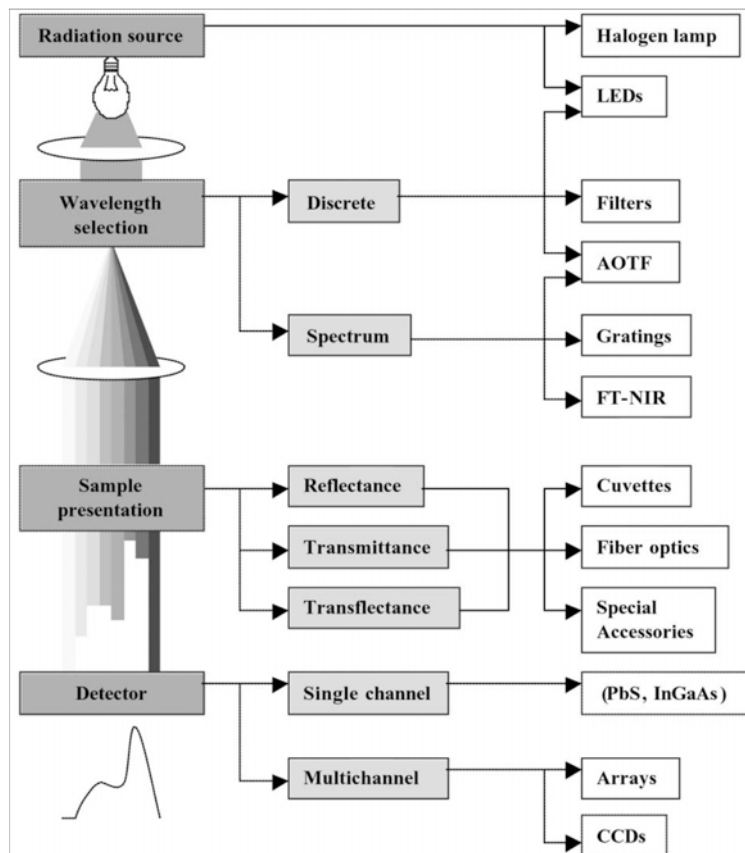 Radiation source
Halogen lamp
LEDs
Wavelength
selection
Discrete
Filters
AOTF
Spectrum
Gratings
FT-NIR
Sample
presentation
Reflectance
Cuvettes
Transmittance
Fiber optics
Transflectance
Special
Accessories
Detector
Single channel
(PbS, InGaAs)
Multichannel
Arrays
CCDs